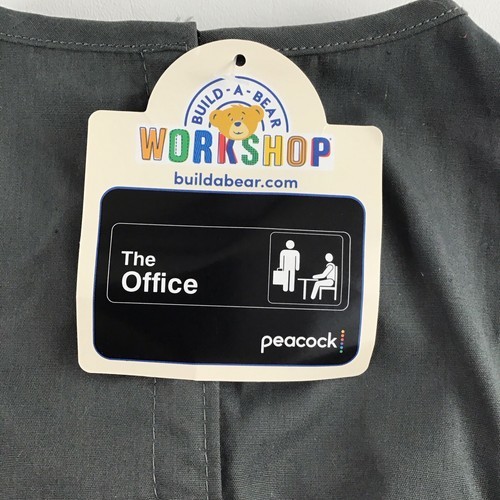 BUILD-A-BEAR
WORKSHOP
buildabear.com
The
Office
peacock